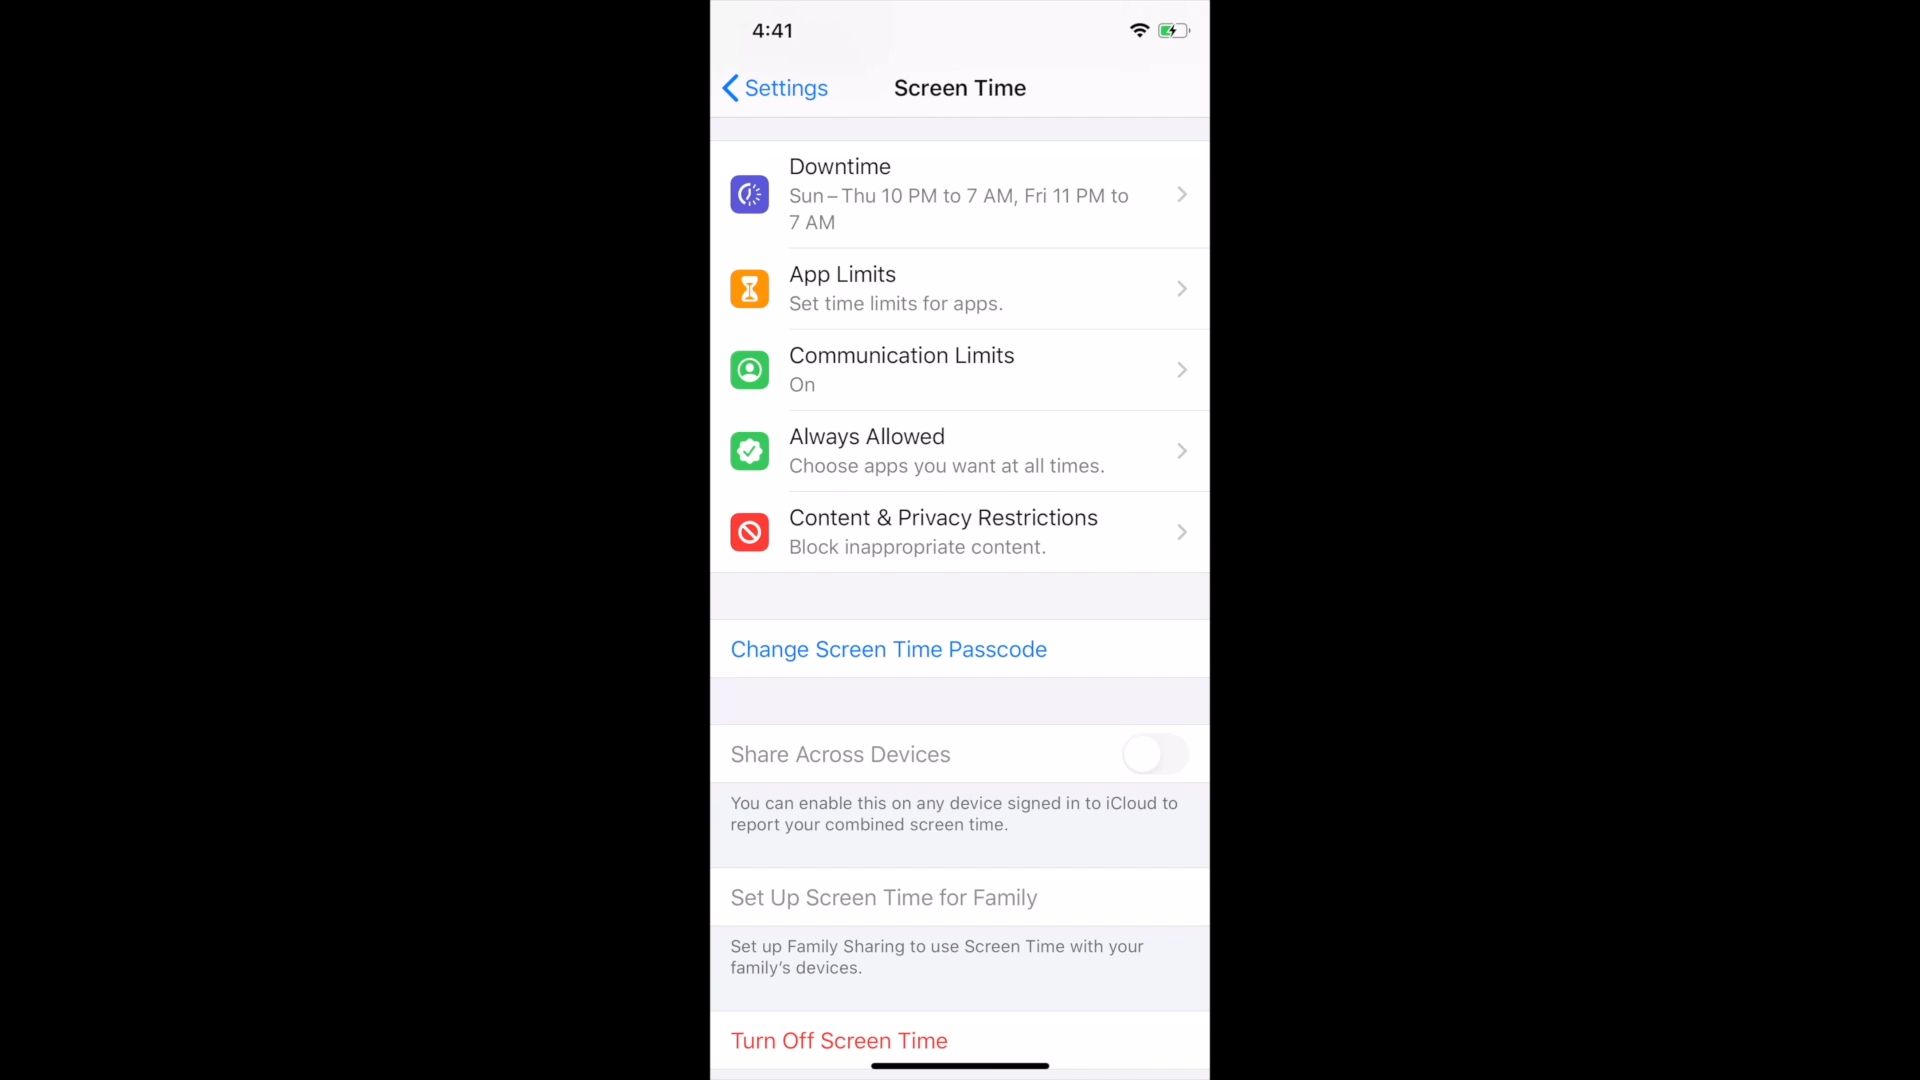 4:41
Settings
Screen Time
Downtime
Sun – Thu 10 PM to 7 AM, Fri 11 PM to
7 AM
App Limits
Set time limits for apps.
Communication Limits
On
Always Allowed
Choose apps you want at all times.
Content & Privacy Restrictions
Block inappropriate content.
Change Screen Time Passcode
Share Across Devices
You can enable this on any device signed in to iCloud to
report your combined screen time.
Set Up Screen Time for Family
Set up Family Sharing to use Screen Time with your
family’s devices.
Turn Off Screen Time